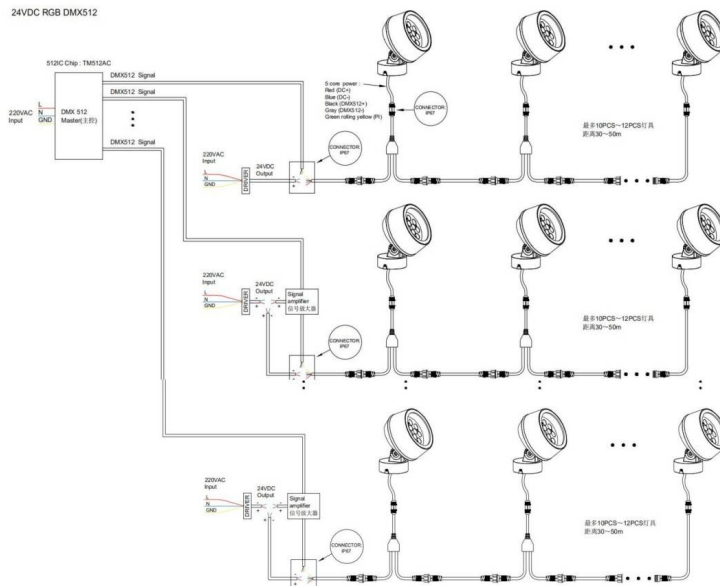 24VDC RGB DMX512
512IC Chip : TM512AC
DMX512 Signal
DMX512 Signal
DMX512 Signal
220VAC
Input
L
N
GND
DMX 512
Master(主控)
5 core power :
Red (DC+)
Blue (DC-)
Black (DMX512+)
Gray (DMX512-)
Green rolling yellow (PI)
CONNECTOR
IP67
最多10PCS～12PCS灯具
距离30～50m
CONNECTOR
IP67
220VAC
Input
24VDC
Output
L
N
GND
DRIVER
- -
+ +
220VAC
Input
24VDC
Output
L
N
GND
DRIVER
Signal
amplifier
信号放大器
CONNECTOR
IP67
最多10PCS～12PCS灯具
距离30～50m
220VAC
Input
24VDC
Output
L
N
GND
DRIVER
Signal
amplifier
信号放大器
CONNECTOR
IP67
最多10PCS～12PCS灯具
距离30～50m